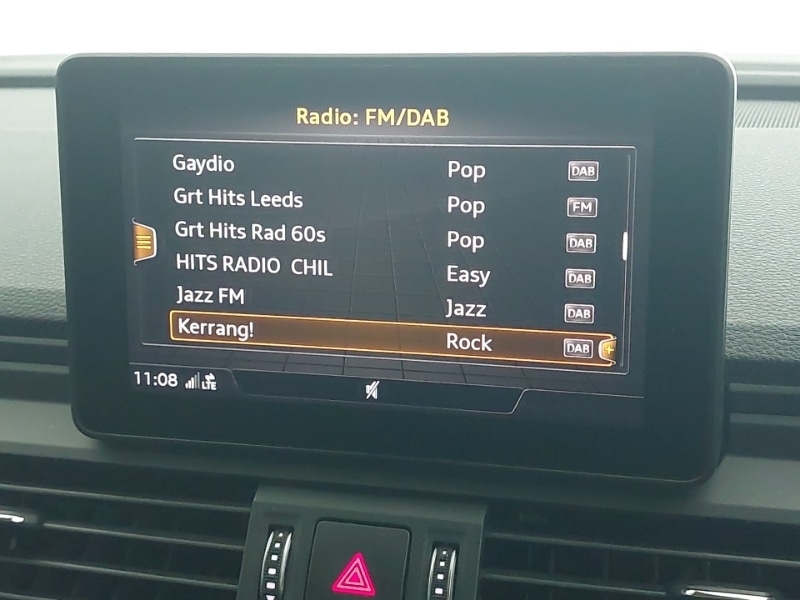 Radio: FM/DAB
Gaydio Pop DAB
Grt Hits Leeds Pop FM
Grt Hits Rad 60s Pop DAB
HITS RADIO CHIL Easy DAB
Jazz FM Jazz DAB
Kerrang! Rock DAB
11:08 LTE